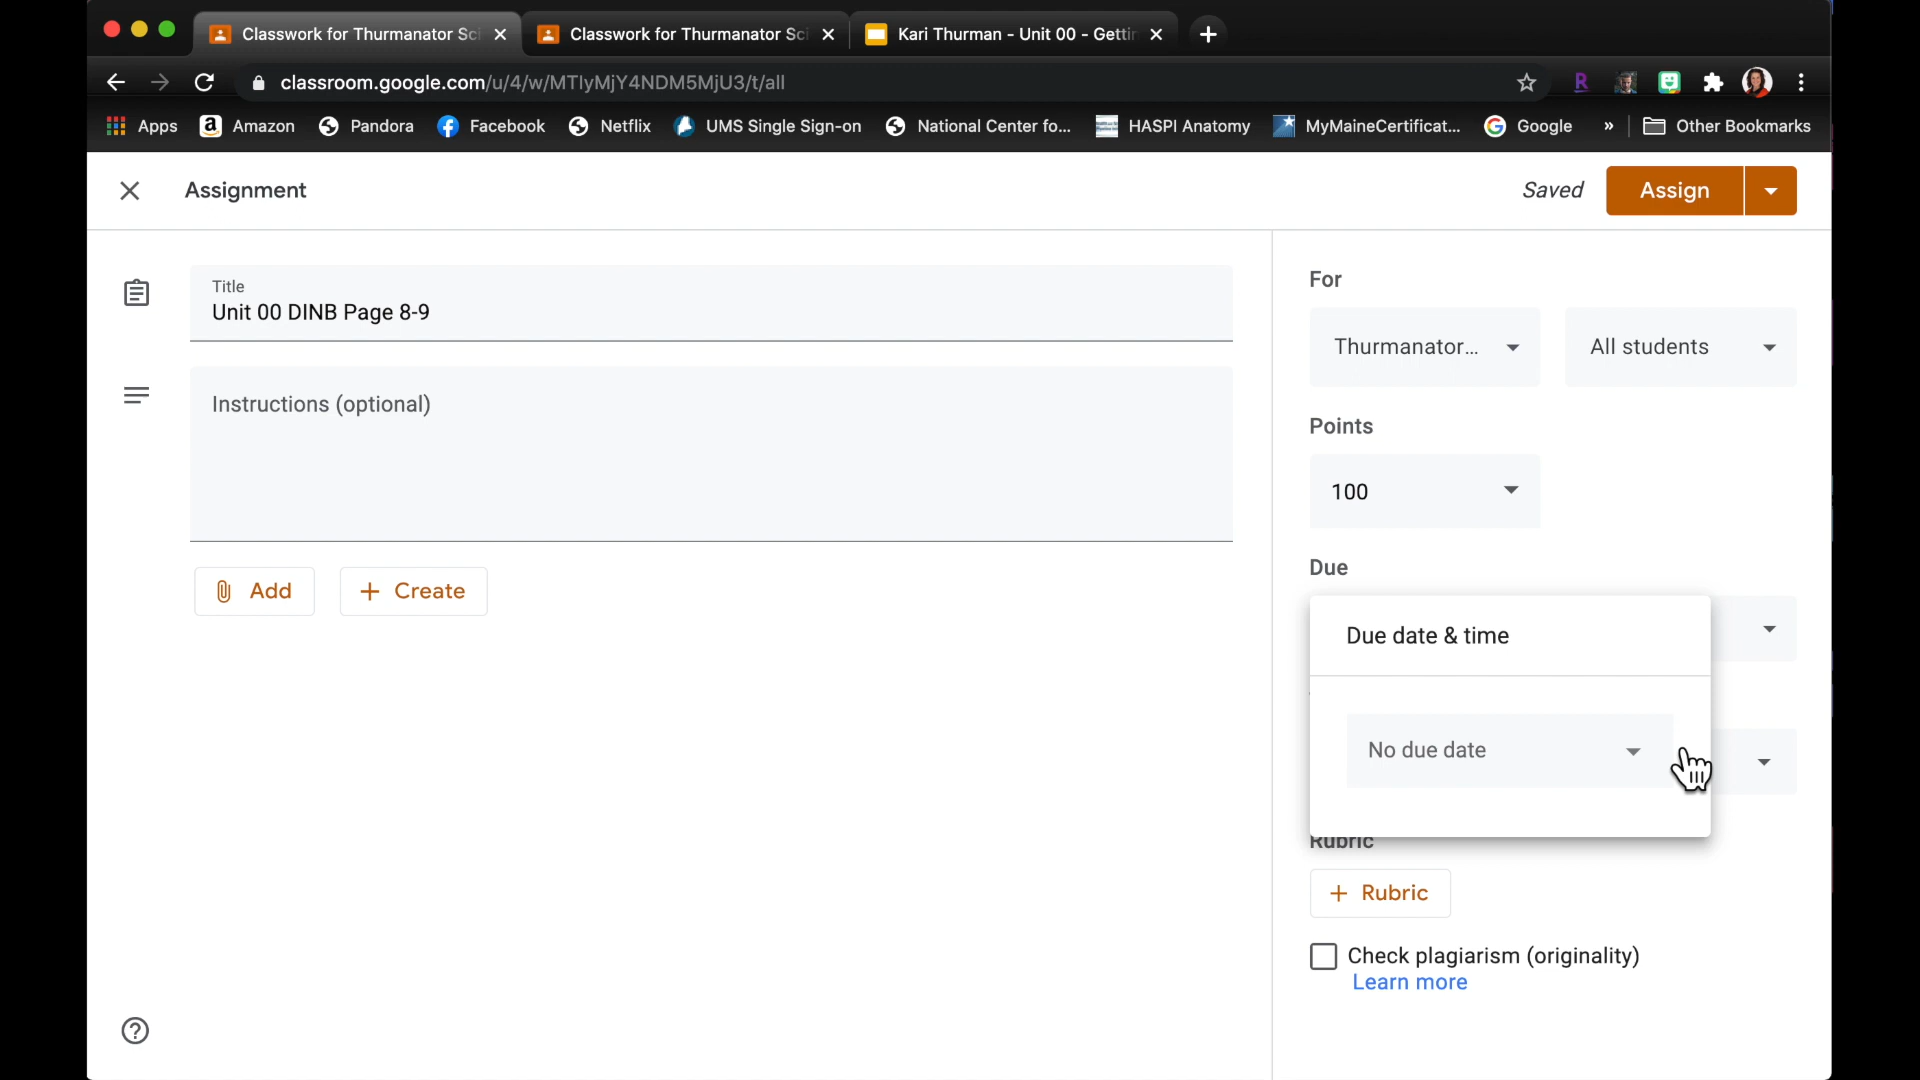 Classwork for Thurmanator Sci
Classwork for Thurmanator Sci
Kari Thurman - Unit 00 - Gettin
classroom.google.com/u/4/w/MTIyMjY4NDM5MjU3/t/all
Apps Amazon Pandora Facebook Netflix UMS Single Sign-on National Center fo... HASPI Anatomy MyMaineCertificat... Google » Other Bookmarks
Assignment
Saved
Assign
Title
Unit 00 DINB Page 8-9
Instructions (optional)
Add
Create
For
Thurmanator...
All students
Points
100
Due
Due date & time
No due date
Rubric
Rubric
Check plagiarism (originality)
Learn more